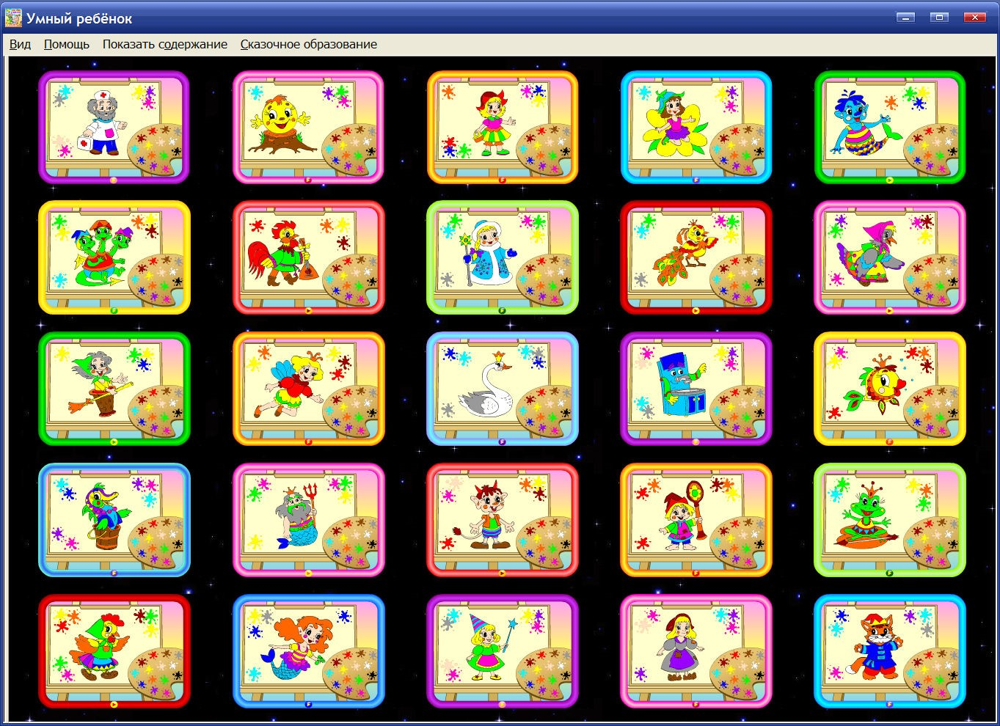 Умный ребёнок
Вид Помощь Показать содержание Сказочное образование